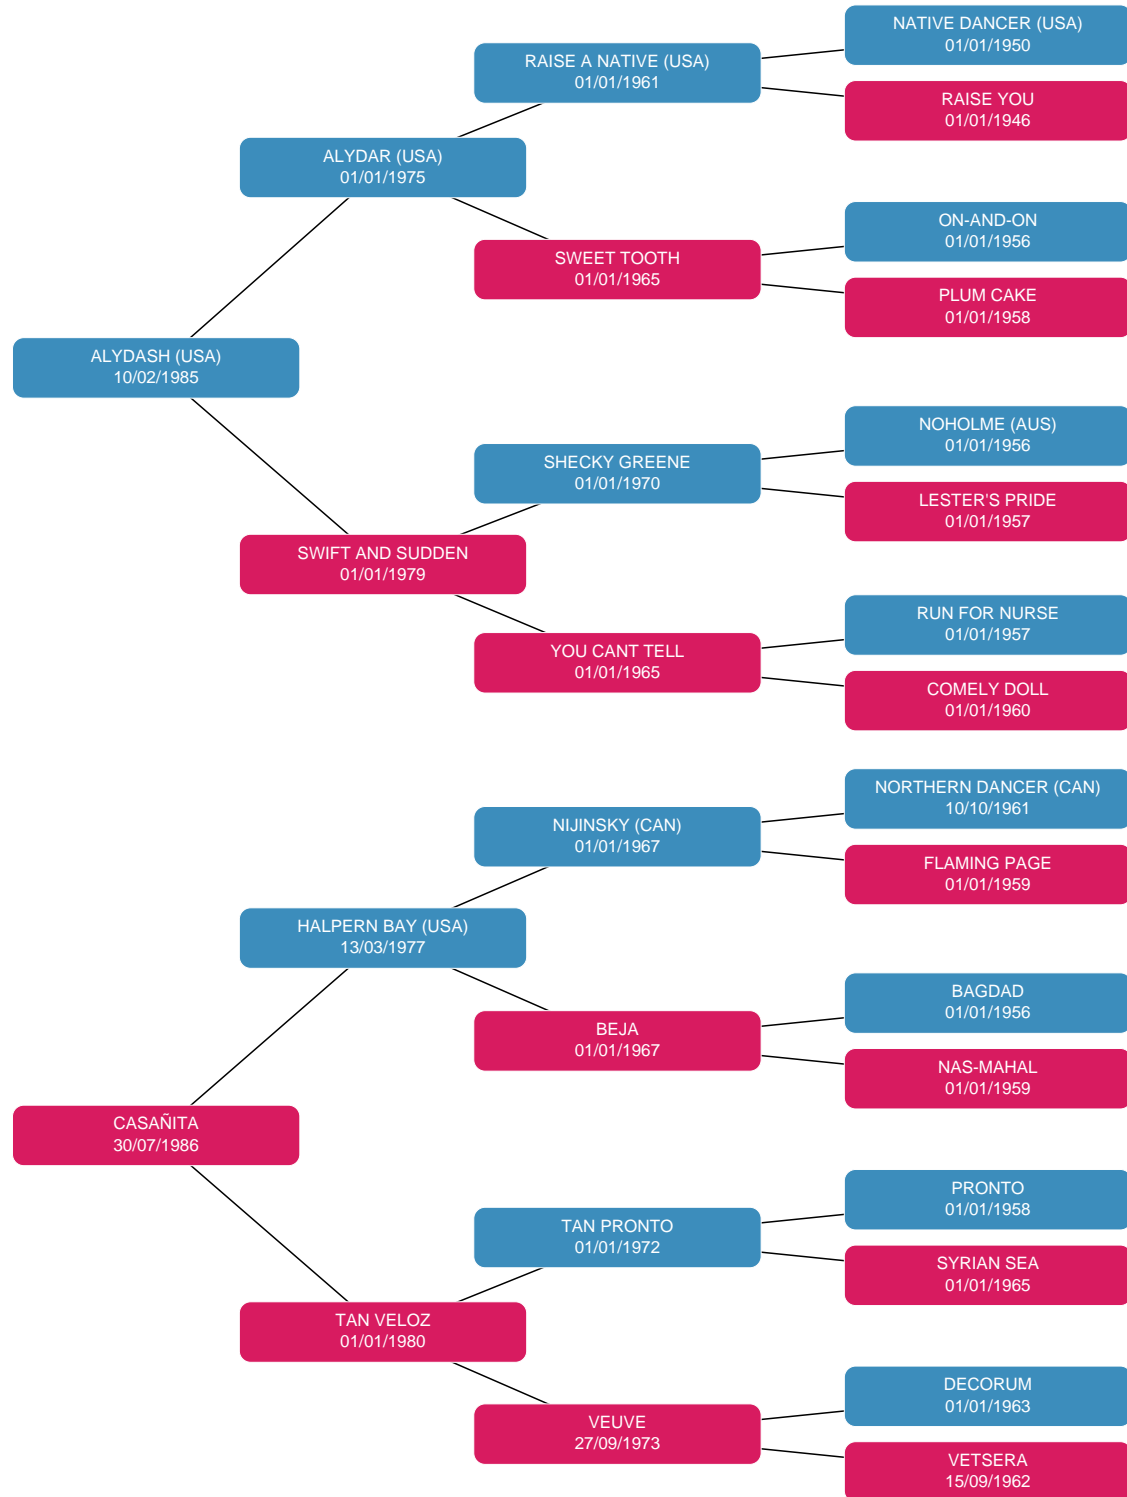 NATIVE DANCER (USA)
01/01/1950
RAISE A NATIVE (USA)
01/01/1961
RAISE YOU
01/01/1946
ALYDAR (USA)
01/01/1975
ON-AND-ON
01/01/1956
SWEET TOOTH
01/01/1965
PLUM CAKE
01/01/1958
ALYDASH (USA)
10/02/1985
NOHOLME (AUS)
01/01/1956
SHECKY GREENE
01/01/1970
LESTER'S PRIDE
01/01/1957
SWIFT AND SUDDEN
01/01/1979
RUN FOR NURSE
01/01/1957
YOU CANT TELL
01/01/1965
COMELY DOLL
01/01/1960
NORTHERN DANCER (CAN)
10/10/1961
NIJINSKY (CAN)
01/01/1967
FLAMING PAGE
01/01/1959
HALPERN BAY (USA)
13/03/1977
BAGDAD
01/01/1956
BEJA
01/01/1967
NAS-MAHAL
01/01/1959
CASAÑITA
30/07/1986
PRONTO
01/01/1958
TAN PRONTO
01/01/1972
SYRIAN SEA
01/01/1965
TAN VELOZ
01/01/1980
DECORUM
01/01/1963
VEUVE
27/09/1973
VETSERA
15/09/1962